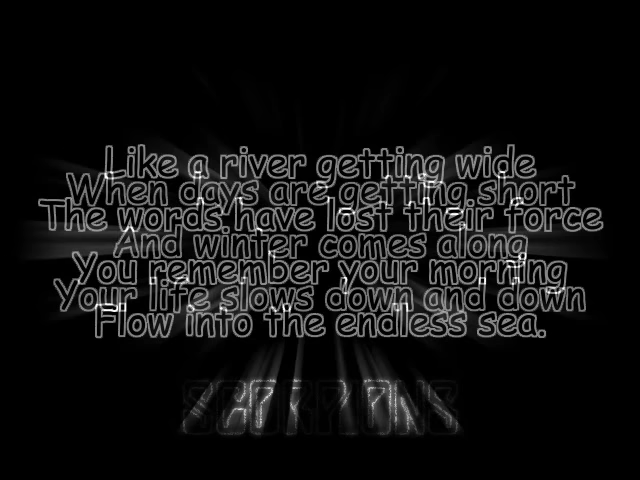 Like a river getting wide
When days are getting short
The words have lost their force
And winter comes along
You remember your morning
Your life slows down and down
Flow into the endless sea.
SCORPIONS